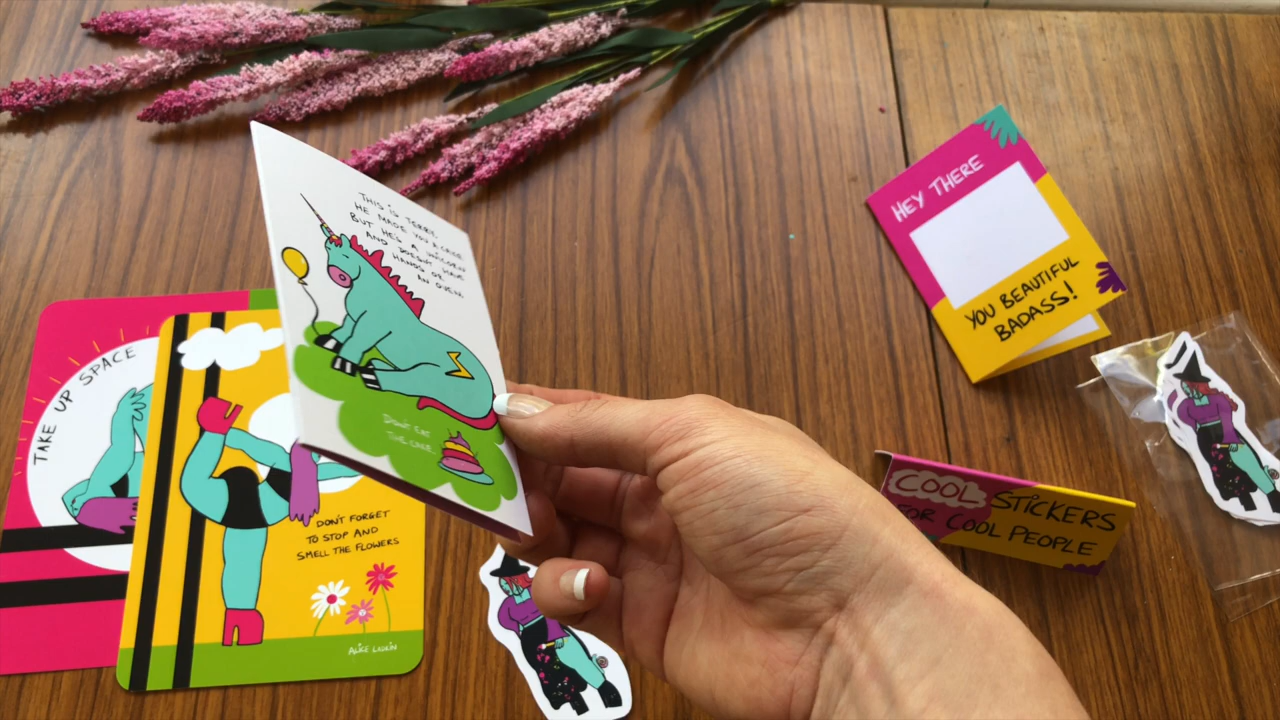 THIS IS TERRY.
HE MADE YOU A CAKE
BUT HE'S A UNICORN
AND DOESN'T HAVE
HANDS OR
AN OVEN.
DON'T EAT
THE CAKE.
TAKE UP SPACE
DON'T FORGET
TO STOP AND
SMELL THE FLOWERS
HEY THERE
YOU BEAUTIFUL
BADASS!
COOL STICKERS
FOR COOL PEOPLE